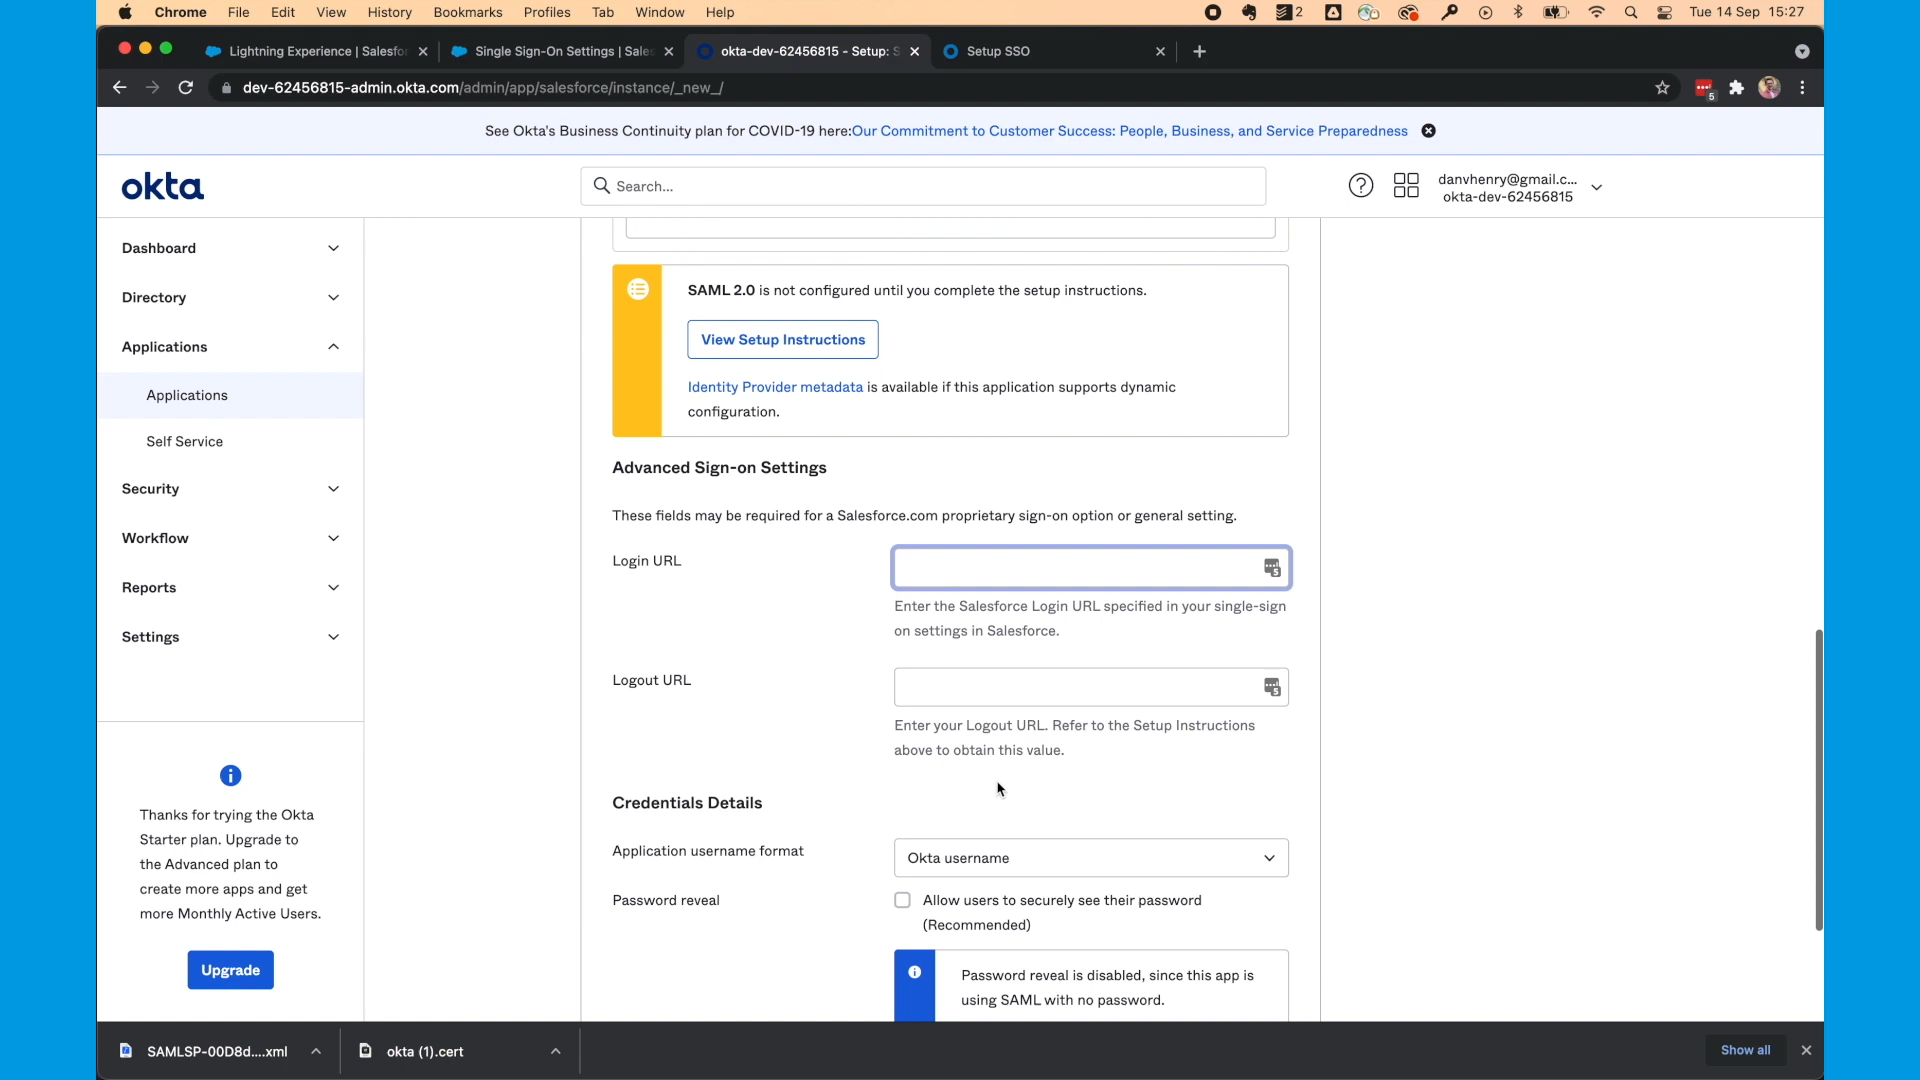 Chrome File Edit View History Bookmarks Profiles Tab Window Help 2 Tue 14 Sep 15:27
Lightning Experience | Salesfor Single Sign-On Settings | Sales okta-dev-62456815 - Setup: S Setup SSO
dev-62456815-admin.okta.com/admin/app/salesforce/instance/_new_/ 5
See Okta's Business Continuity plan for COVID-19 here:Our Commitment to Customer Success: People, Business, and Service Preparedness
okta
Search...
danvhenry@gmail.c...
okta-dev-62456815
Dashboard
Directory
Applications
Applications
Self Service
Security
Workflow
Reports
Settings
Thanks for trying the Okta
Starter plan. Upgrade to
the Advanced plan to
create more apps and get
more Monthly Active Users.
Upgrade
SAML 2.0 is not configured until you complete the setup instructions.
View Setup Instructions
Identity Provider metadata is available if this application supports dynamic
configuration.
Advanced Sign-on Settings
These fields may be required for a Salesforce.com proprietary sign-on option or general setting.
Login URL
5
Enter the Salesforce Login URL specified in your single-sign
on settings in Salesforce.
Logout URL
5
Enter your Logout URL. Refer to the Setup Instructions
above to obtain this value.
Credentials Details
Application username format
Okta username
Password reveal
Allow users to securely see their password
(Recommended)
Password reveal is disabled, since this app is
using SAML with no password.
SAMLSP-00D8d....xml okta (1).cert Show all